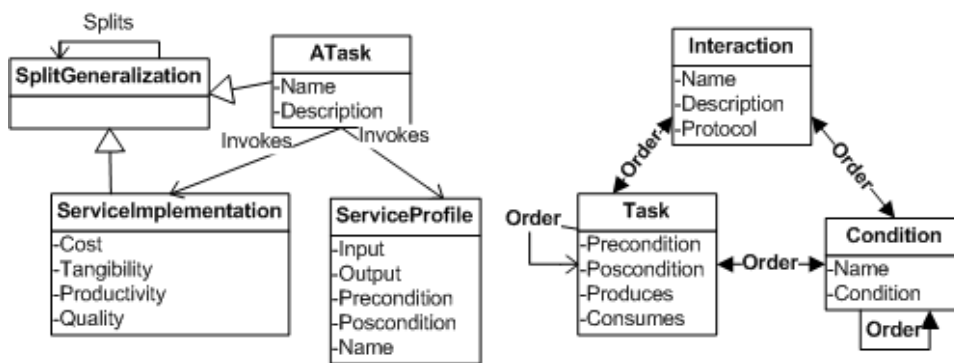 Splits
SplitGeneralization
ATask
-Name
-Description
Invokes
Invokes
ServiceImplementation
-Cost
-Tangibility
-Productivity
-Quality
ServiceProfile
-Input
-Output
-Precondition
-Poscondition
-Name
Interaction
-Name
-Description
-Protocol
Order
Order
Order
Task
-Precondition
-Poscondition
-Produces
-Consumes
Order
Condition
-Name
-Condition
Order